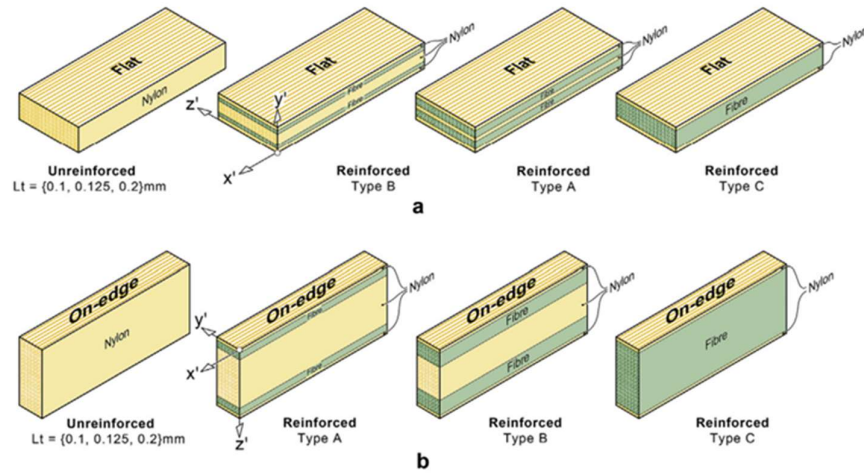 Flat
Nylon
Unreinforced
Lt = {0.1, 0.125, 0.2}mm
Flat
Fibre
Fibre
Nylon
z'
y'
x'
Reinforced
Type B
Flat
Fibre
Fibre
Nylon
Reinforced
Type A
Flat
Fibre
Nylon
Reinforced
Type C
a
On-edge
Nylon
Unreinforced
Lt = {0.1, 0.125, 0.2}mm
On-edge
Fibre
Fibre
Nylon
y'
x'
z'
Reinforced
Type A
On-edge
Fibre
Fibre
Nylon
Reinforced
Type B
On-edge
Fibre
Nylon
Reinforced
Type C
b